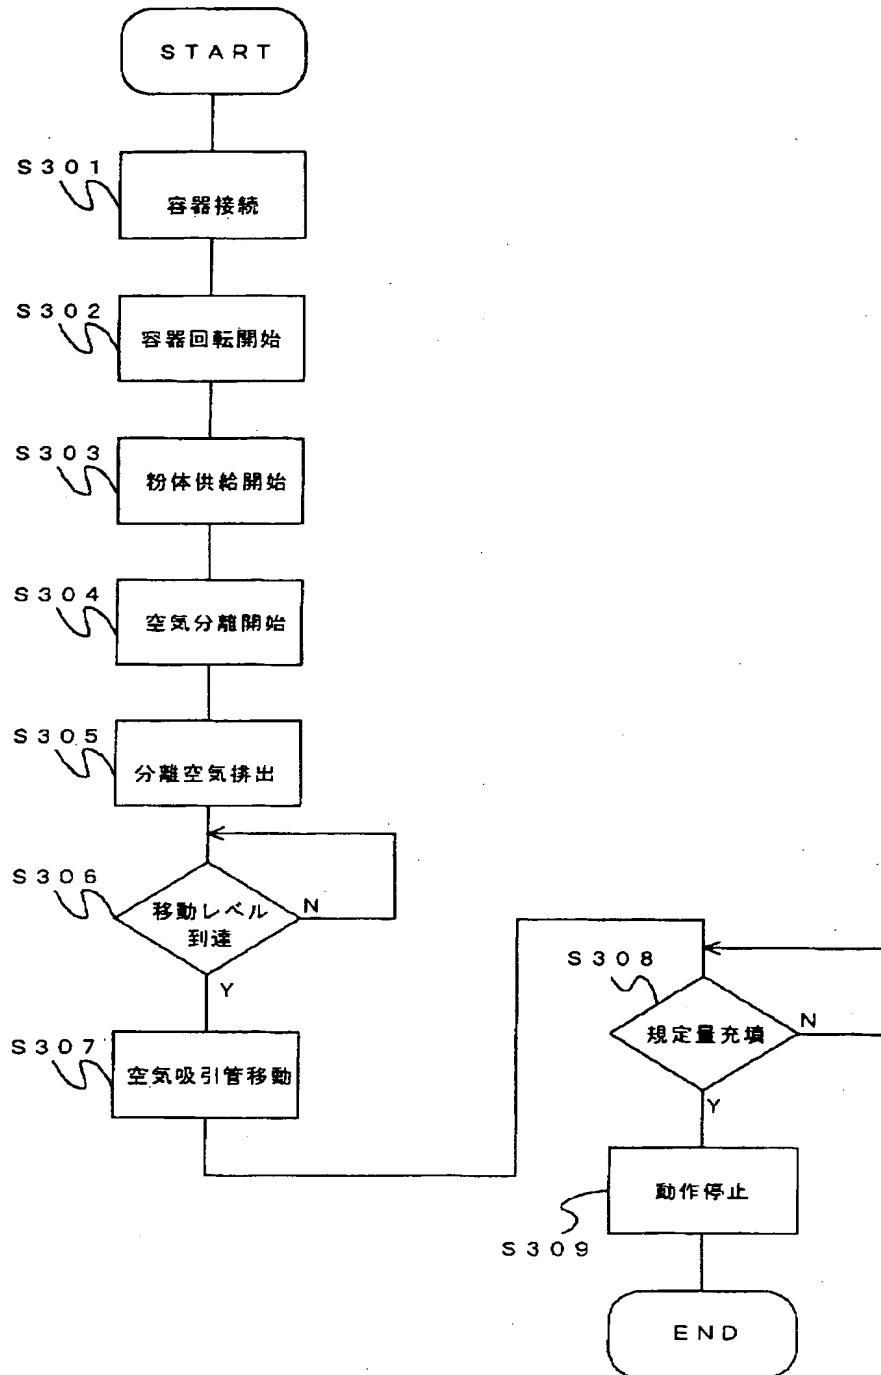 ＳＴＡＲＴ
Ｓ３０１
容器接続
Ｓ３０２
容器回転開始
Ｓ３０３
粉体供給開始
Ｓ３０４
空気分離開始
Ｓ３０５
分離空気排出
Ｓ３０６
移動レベル
到達
N
Y
Ｓ３０７
空気吸引管移動
Ｓ３０８
規定量充填
N
Y
動作停止
Ｓ３０９
ＥＮＤ